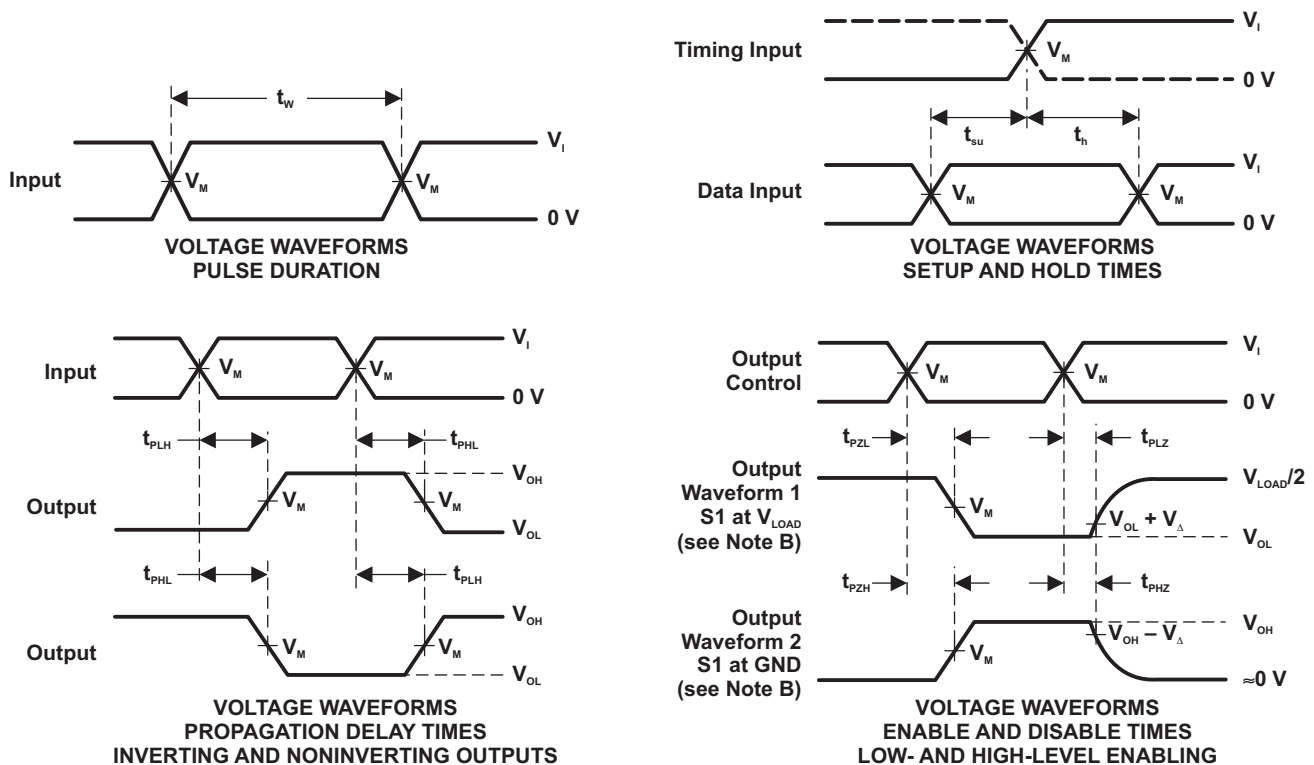 t_W
Input
V_M
V_M
V_I
0 V
VOLTAGE WAVEFORMS
PULSE DURATION
Timing Input
V_M
V_I
0 V
t_su
t_h
Data Input
V_M
V_M
V_I
0 V
VOLTAGE WAVEFORMS
SETUP AND HOLD TIMES
Input
V_M
V_M
V_I
0 V
t_PLH
t_PHL
Output
V_M
V_M
V_OH
V_OL
t_PHL
t_PLH
Output
V_M
V_M
V_OH
V_OL
VOLTAGE WAVEFORMS
PROPAGATION DELAY TIMES
INVERTING AND NONINVERTING OUTPUTS
Output
Control
V_M
V_M
V_I
0 V
t_PZL
t_PLZ
Output
Waveform 1
S1 at V_LOAD
(see Note B)
V_M
V_LOAD/2
V_OL + V_Δ
V_OL
t_PZH
t_PHZ
Output
Waveform 2
S1 at GND
(see Note B)
V_M
V_OH
V_OH – V_Δ
≈0 V
VOLTAGE WAVEFORMS
ENABLE AND DISABLE TIMES
LOW- AND HIGH-LEVEL ENABLING